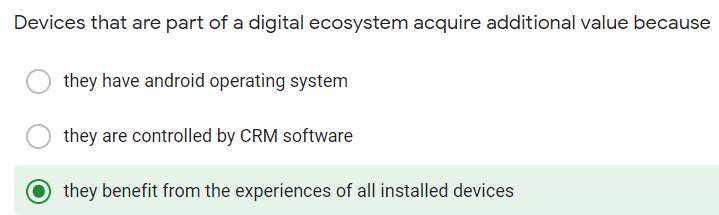 Devices that are part of a digital ecosystem acquire additional value because
they have android operating system
they are controlled by CRM software
they benefit from the experiences of all installed devices